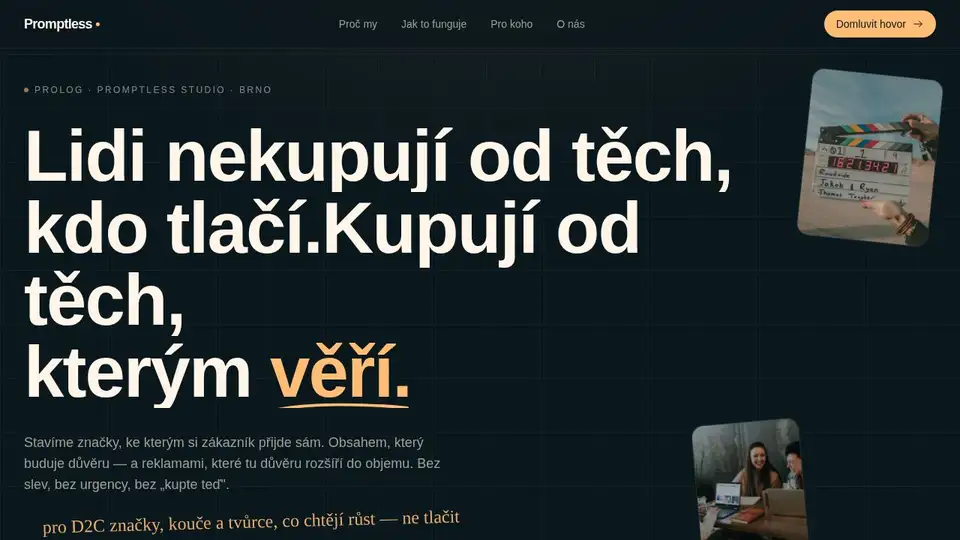 Promptless
Proč my
Jak to funguje
Pro koho
O nás
Domluvit hovor →
PROLOG · PROMPTLESS STUDIO · BRNO
Lidi nekupují od těch,
kdo tlačí.Kupují od
těch,
kterým věří.
Stavíme značky, ke kterým si zákazník přijde sám. Obsahem, který
buduje důvěru — a reklamami, které tu důvěru rozšíří do objemu. Bez
slev, bez urgency, bez „kupte teď".
pro D2C značky, kouče a tvůrce, co chtějí růst — ne tlačit
Roadside
Jakob & Ryan